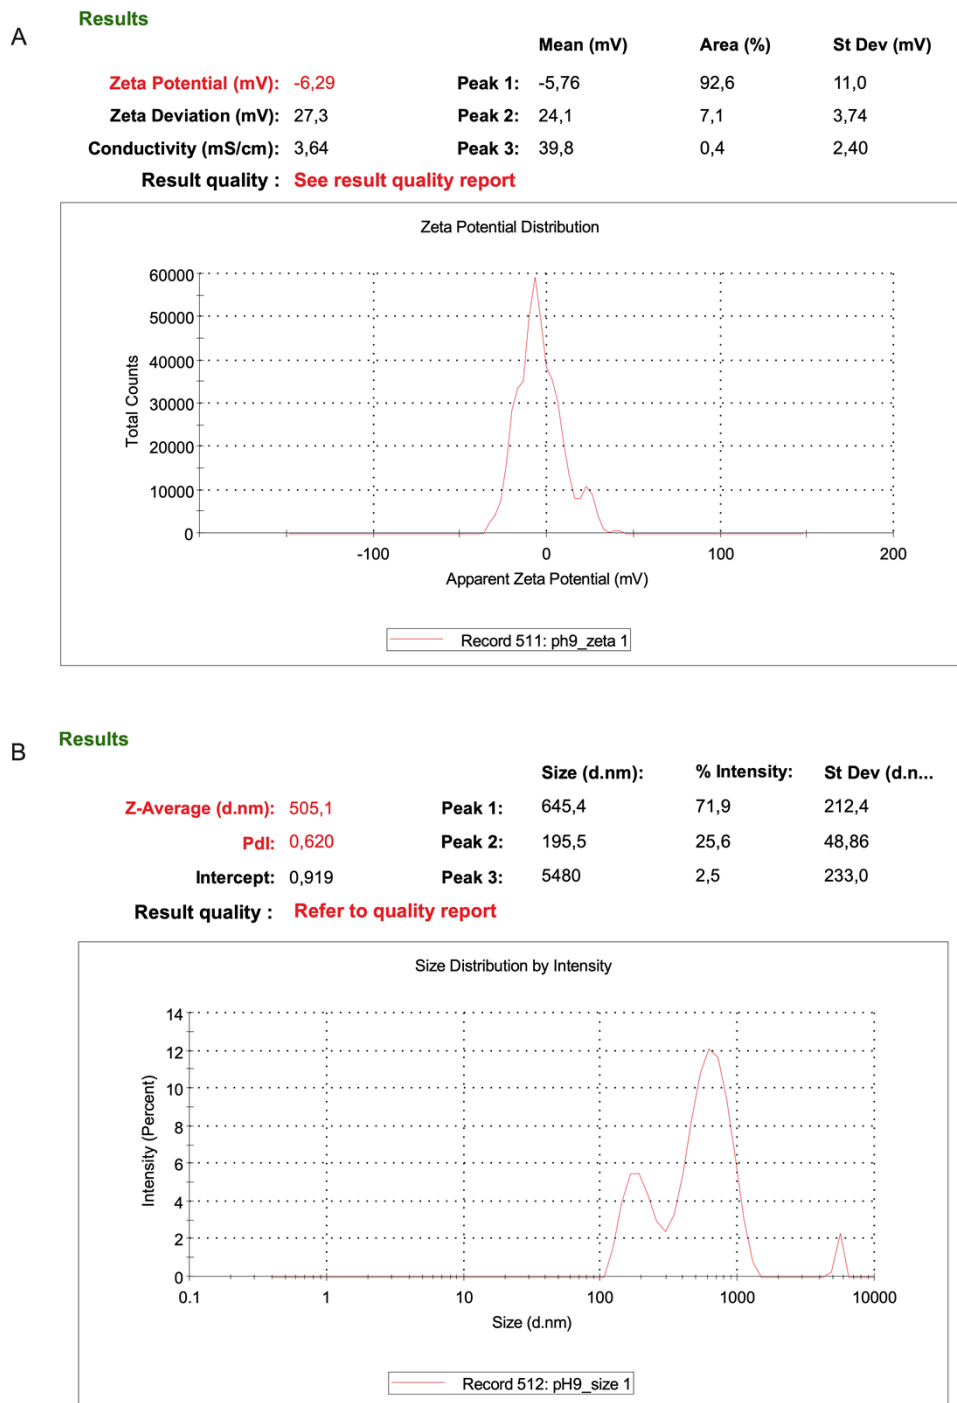 A
Results
Mean (mV) Area (%) St Dev (mV)
Zeta Potential (mV): -6,29 Peak 1: -5,76 92,6 11,0
Zeta Deviation (mV): 27,3 Peak 2: 24,1 7,1 3,74
Conductivity (mS/cm): 3,64 Peak 3: 39,8 0,4 2,40
Result quality : See result quality report
Zeta Potential Distribution
60000
50000
40000
30000
20000
10000
0
Total Counts
-100 0 100 200
Apparent Zeta Potential (mV)
Record 511: ph9_zeta 1
B
Results
Size (d.nm): % Intensity: St Dev (d.n...
Z-Average (d.nm): 505,1 Peak 1: 645,4 71,9 212,4
PdI: 0,620 Peak 2: 195,5 25,6 48,86
Intercept: 0,919 Peak 3: 5480 2,5 233,0
Result quality : Refer to quality report
Size Distribution by Intensity
14
12
10
8
6
4
2
0
Intensity (Percent)
0.1 1 10 100 1000 10000
Size (d.nm)
Record 512: pH9_size 1